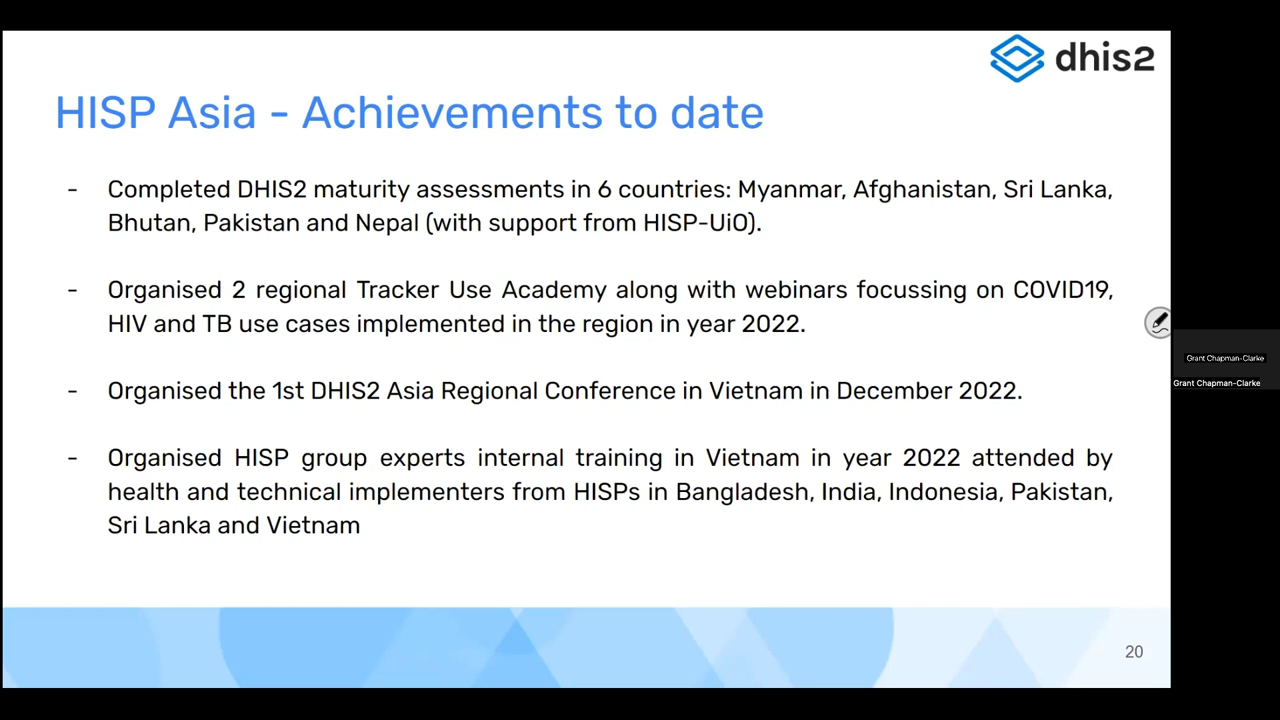 dhis2
HISP Asia - Achievements to date
- Completed DHIS2 maturity assessments in 6 countries: Myanmar, Afghanistan, Sri Lanka,
Bhutan, Pakistan and Nepal (with support from HISP-UiO).
- Organised 2 regional Tracker Use Academy along with webinars focussing on COVID19,
HIV and TB use cases implemented in the region in year 2022.
- Organised the 1st DHIS2 Asia Regional Conference in Vietnam in December 2022.
- Organised HISP group experts internal training in Vietnam in year 2022 attended by
health and technical implementers from HISPs in Bangladesh, India, Indonesia, Pakistan,
Sri Lanka and Vietnam
20
Grant Chapman-Clarke
Grant Chapman-Clarke